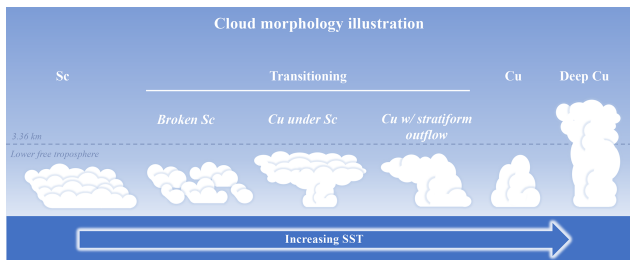 Cloud morphology illustration
Sc
Transitioning
Cu
Deep Cu
Broken Sc
Cu under Sc
Cu w/ stratiform
outflow
3.36 km
Lower free troposphere
Increasing SST